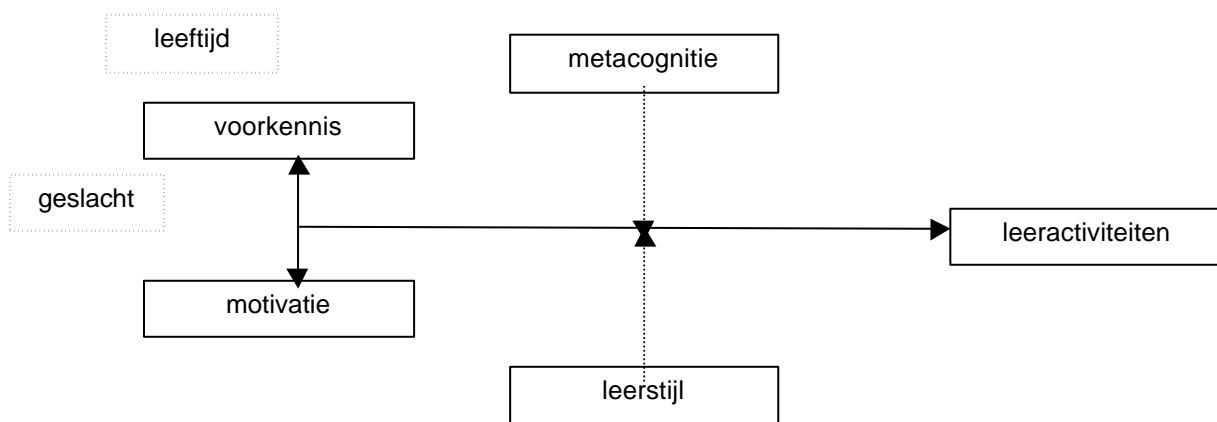 leeftijd
metacognitie
voorkennis
geslacht
leeractiviteiten
motivatie
leerstijl